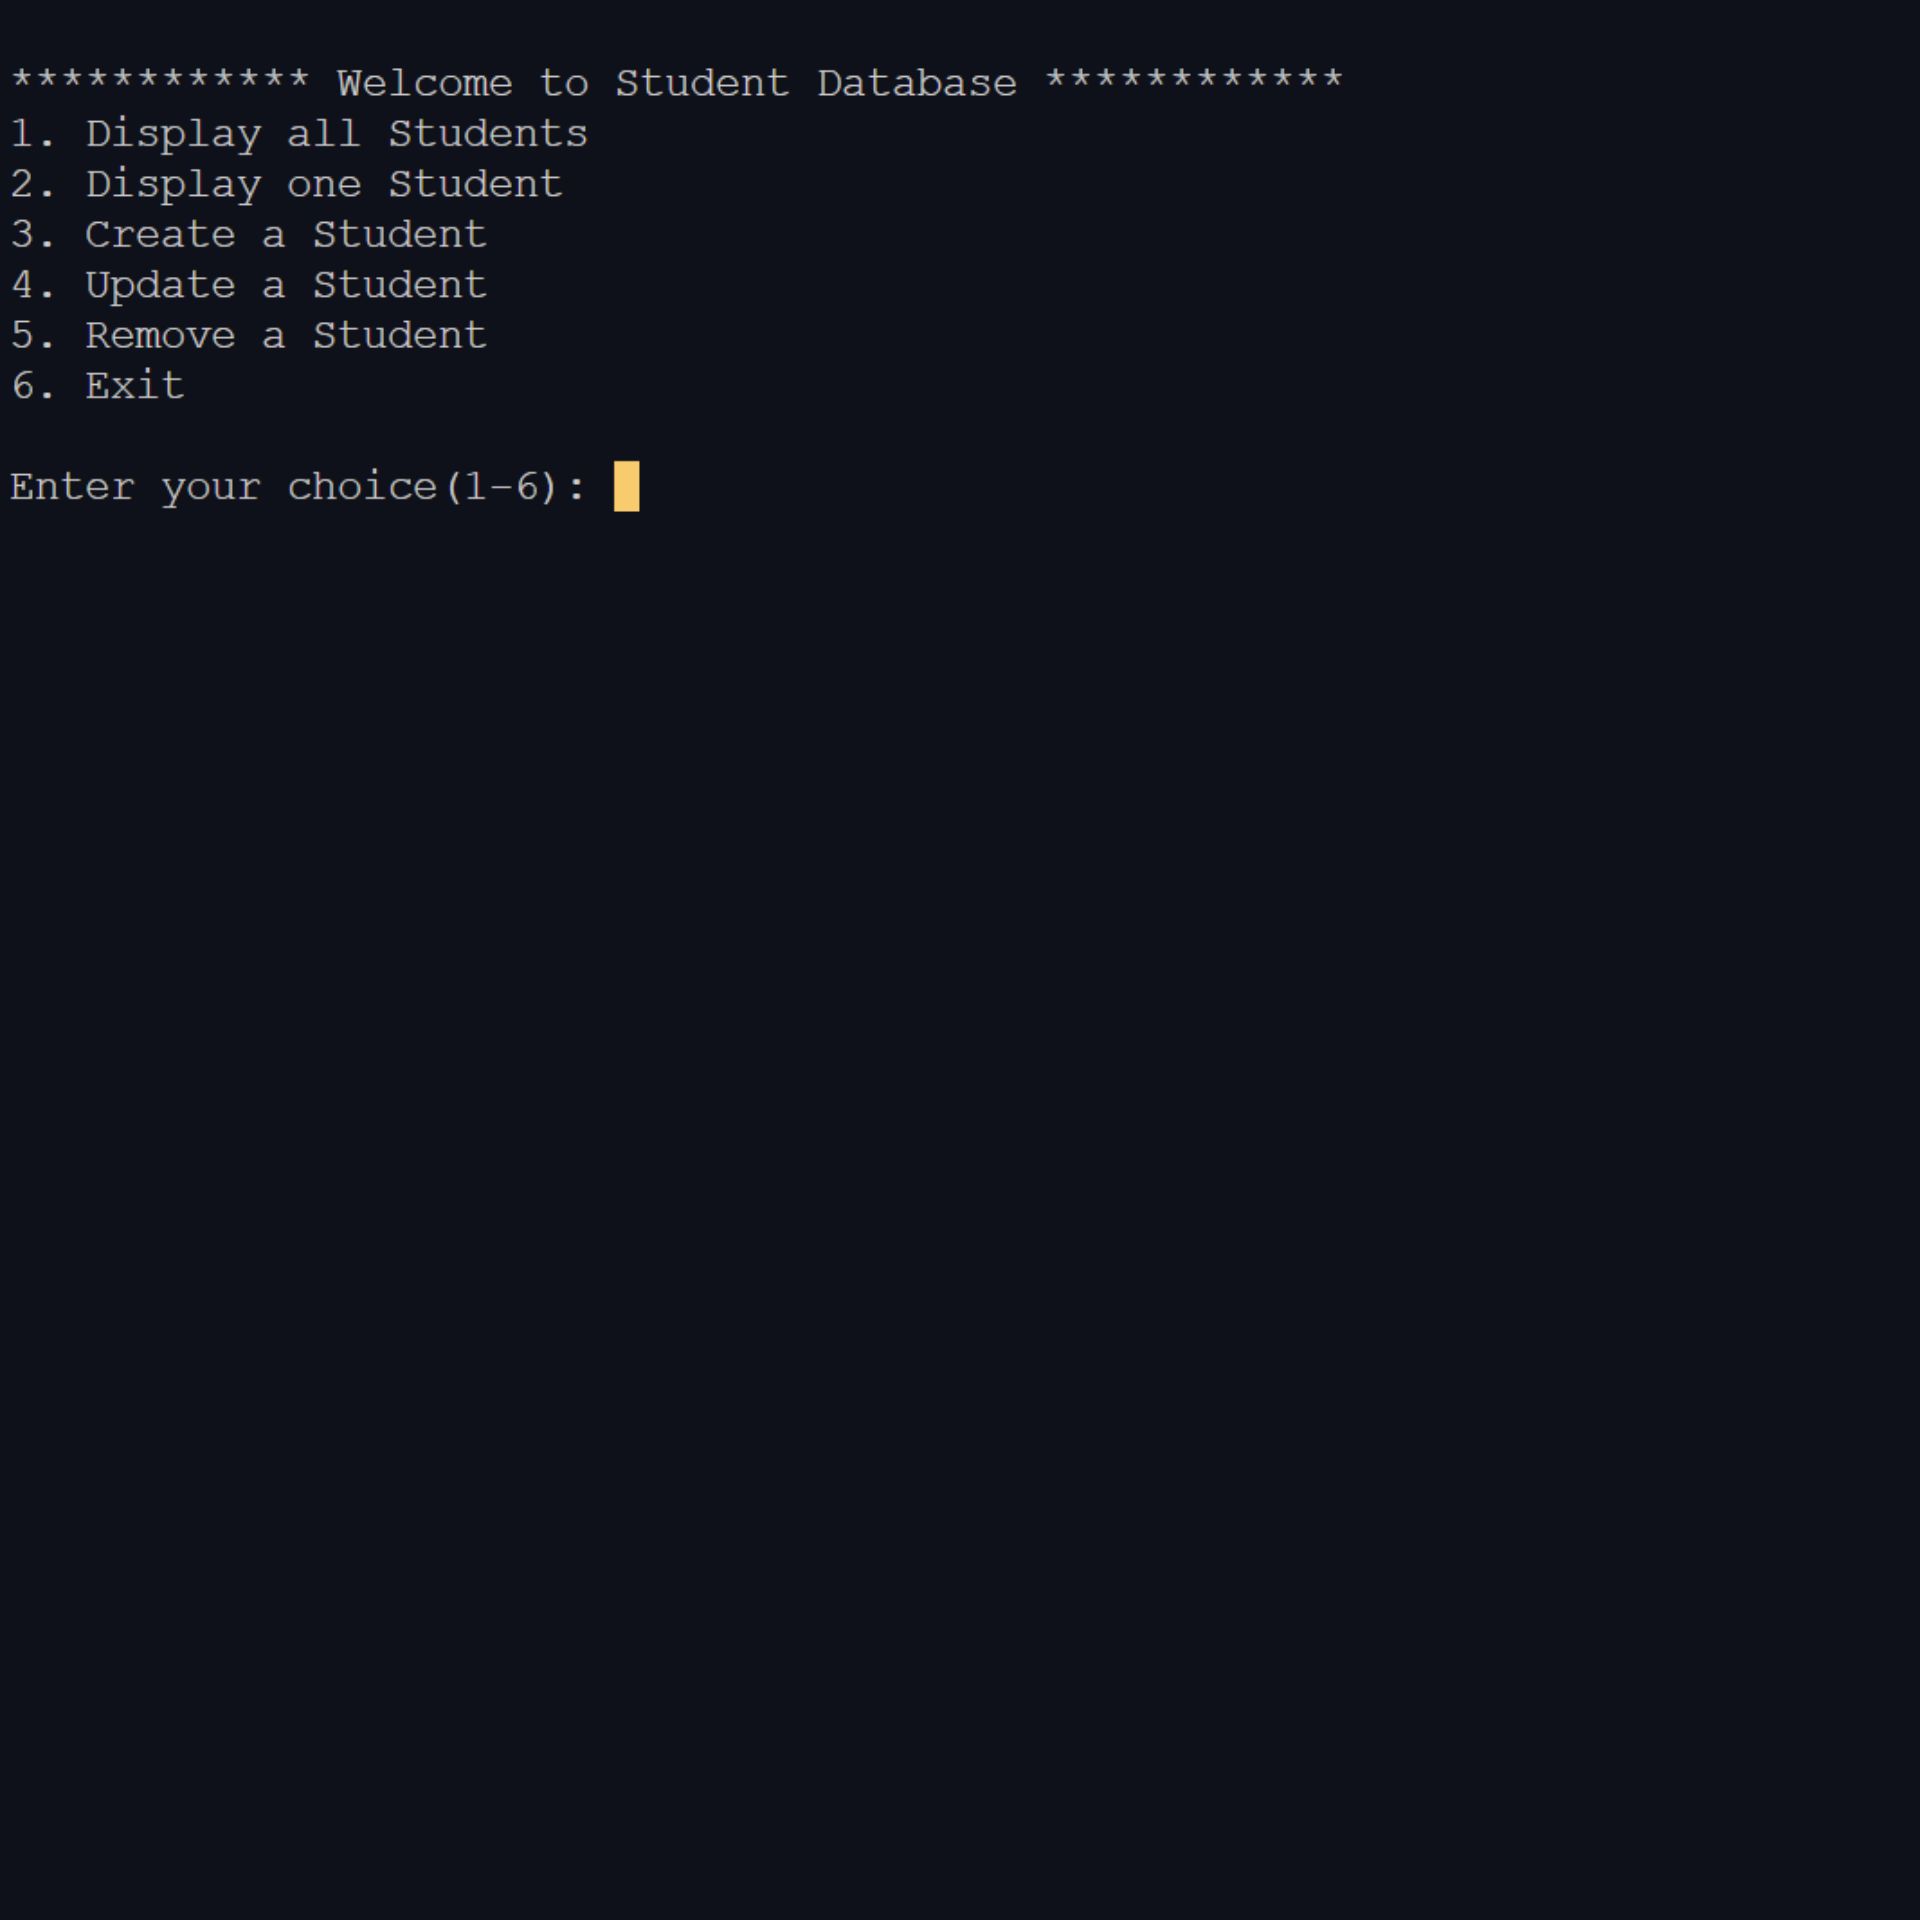 ************ Welcome to Student Database ************
1. Display all Students
2. Display one Student
3. Create a Student
4. Update a Student
5. Remove a Student
6. Exit
Enter your choice(1-6):